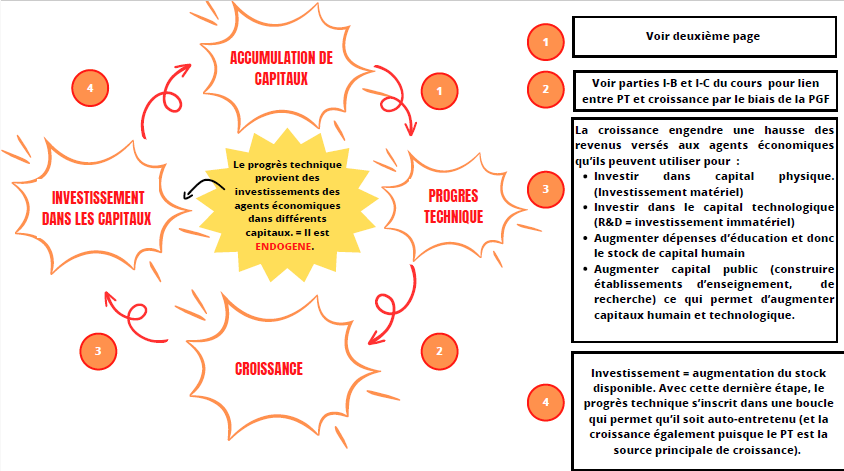 ACCUMULATION DE
CAPITAUX
4
1
Le progrès technique
provient des
investissements des
agents économiques
dans différents
capitaux. = Il est
ENDOGENE.
INVESTISSEMENT
DANS LES CAPITAUX
PROGRES
TECHNIQUE
3
2
CROISSANCE
1
Voir deuxième page
2
Voir parties I-B et I-C du cours pour lien
entre PT et croissance par le biais de la PGF
3
La croissance engendre une hausse des
revenus versés aux agents économiques
qu'ils peuvent utiliser pour :
• Investir dans capital physique.
(Investissement matériel)
• Investir dans le capital technologique
(R&D = investissement immatériel)
• Augmenter dépenses d'éducation et donc
le stock de capital humain
• Augmenter capital public (construire
établissements d'enseignement, de
recherche) ce qui permet d'augmenter
capitaux humain et technologique.
4
Investissement = augmentation du stock
disponible. Avec cette dernière étape, le
progrès technique s'inscrit dans une boucle
qui permet qu'il soit auto-entretenu (et la
croissance également puisque le PT est la
source principale de croissance).